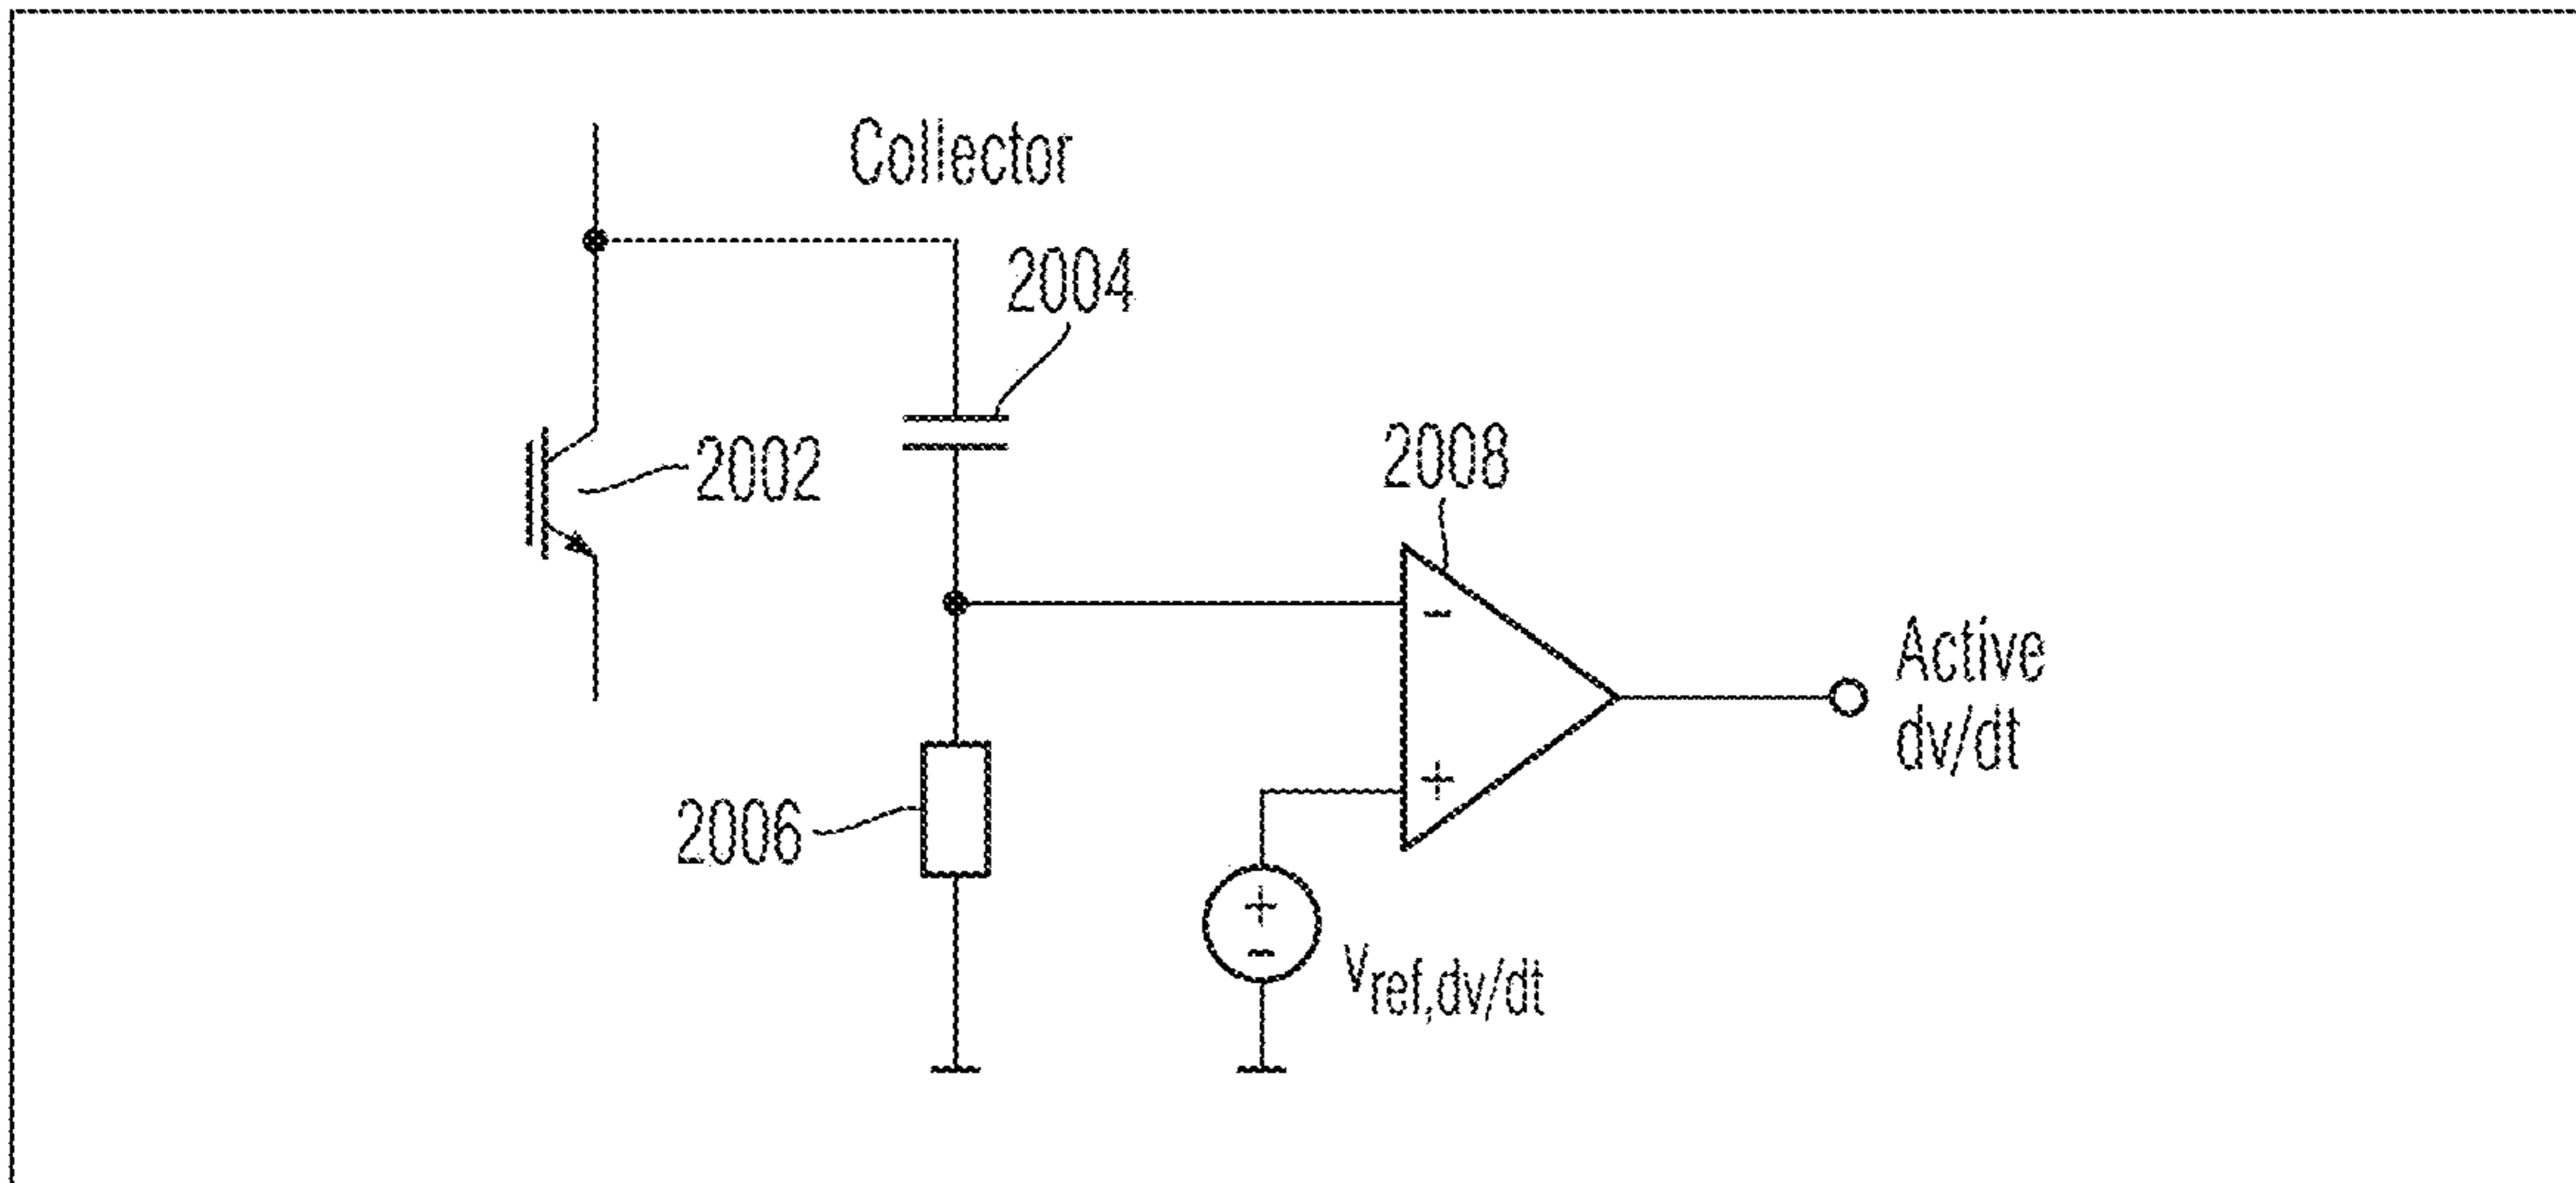 Collector
2004
2002
2008
-
Active
dv/dt
2006
+
+
-
Vref,dv/dt